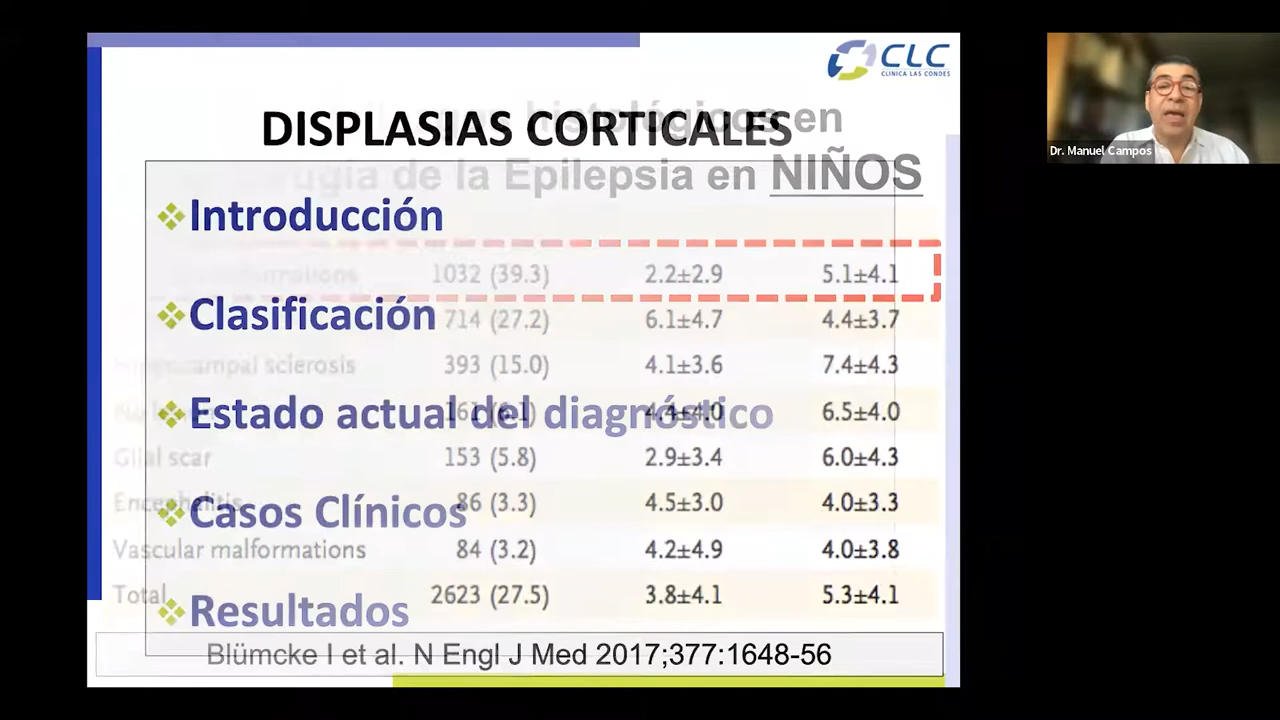 CLC
CLINICA LAS CONDES
histológicos en
DISPLASIAS CORTICALES
de la Epilepsia en NIÑOS
Introducción
1032 (39.3) 2.2±2.9 5.1±4.1
Clasificación
714 (27.2) 6.1±4.7 4.4±3.7
sclerosis 393 (15.0) 4.1±3.6 7.4±4.3
Estado actual del diagnóstico
6.5±4.0
Glial scar 153 (5.8) 2.9±3.4 6.0±4.3
Encephalitis 86 (3.3) 4.5±3.0 4.0±3.3
Casos Clínicos
Vascular malformations 84 (3.2) 4.2±4.9 4.0±3.8
Total 2623 (27.5) 3.8±4.1 5.3±4.1
Resultados
Blümcke I et al. N Engl J Med 2017;377:1648-56
Dr. Manuel Campos